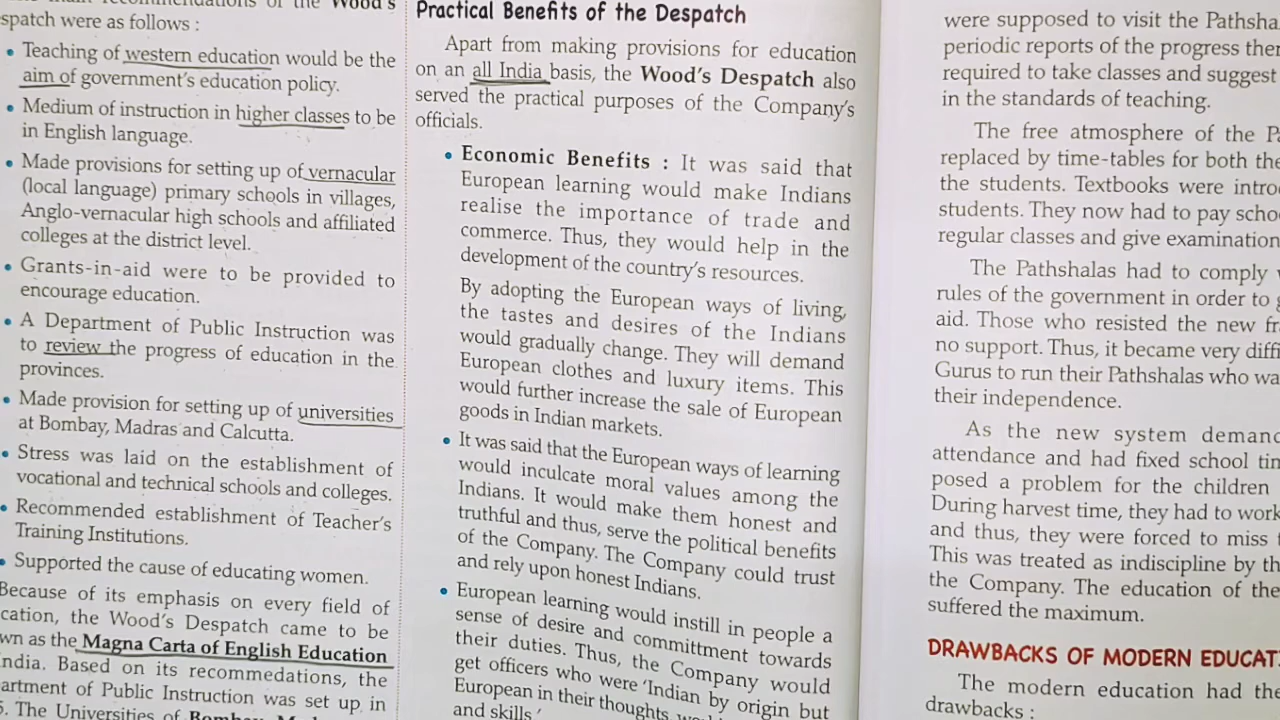 the Wood's
spatch were as follows :
• Teaching of western education would be the
aim of government's education policy.
• Medium of instruction in higher classes to be
in English language.
• Made provisions for setting up of vernacular
(local language) primary schools in villages,
Anglo-vernacular high schools and affiliated
colleges at the district level.
• Grants-in-aid were to be provided to
encourage education.
• A Department of Public Instruction was
to review the progress of education in the
provinces.
• Made provision for setting up of universities
at Bombay, Madras and Calcutta.
• Stress was laid on the establishment of
vocational and technical schools and colleges.
• Recommended establishment of Teacher's
Training Institutions.
• Supported the cause of educating women.
Because of its emphasis on every field of
cation, the Wood's Despatch came to be
wn as the Magna Carta of English Education
ndia. Based on its recommedations, the
artment of Public Instruction was set up in
5. The Universities of
Practical Benefits of the Despatch
Apart from making provisions for education
on an all India basis, the Wood's Despatch also
served the practical purposes of the Company's
officials.
• Economic Benefits : It was said that
European learning would make Indians
realise the importance of trade and
commerce. Thus, they would help in the
development of the country's resources.
By adopting the European ways of living,
the tastes and desires of the Indians
would gradually change. They will demand
European clothes and luxury items. This
would further increase the sale of European
goods in Indian markets.
• It was said that the European ways of learning
would inculcate moral values among the
Indians. It would make them honest and
truthful and thus, serve the political benefits
of the Company. The Company could trust
and rely upon honest Indians.
• European learning would instill in people a
sense of desire and committment towards
their duties. Thus, the Company would
get officers who were 'Indian by origin but
European in their thoughts
and skills'
were supposed to visit the Pathsha
periodic reports of the progress
required to take classes and suggest
in the standards of teaching.
The free atmosphere of the
replaced by time-tables for both the
the students. Textbooks were intro
students. They now had to pay
regular classes and give examination
The Pathshalas had to comply
rules of the government in order to
aid. Those who resisted the new
no support. Thus, it became very diffi
Gurus to run their Pathshalas who wa
their independence.
As the new system deman
attendance and had fixed school tim
posed a problem for the children
During harvest time, they had to work
and thus, they were forced to miss
This was treated as indiscipline by th
the Company. The education of the
suffered the maximum.
DRAWBACKS OF MODERN EDUCAT
The modern education had the
drawbacks :